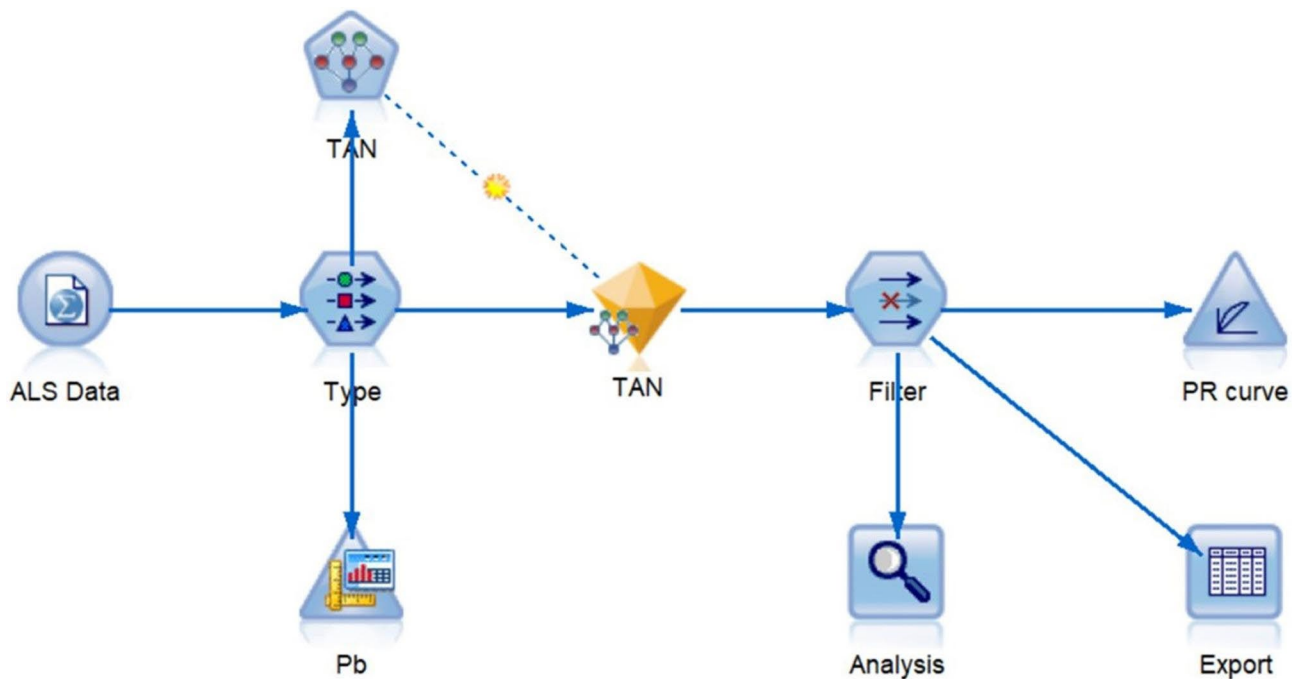 TAN
ALS Data
Type
TAN
Filter
PR curve
Pb
Analysis
Export